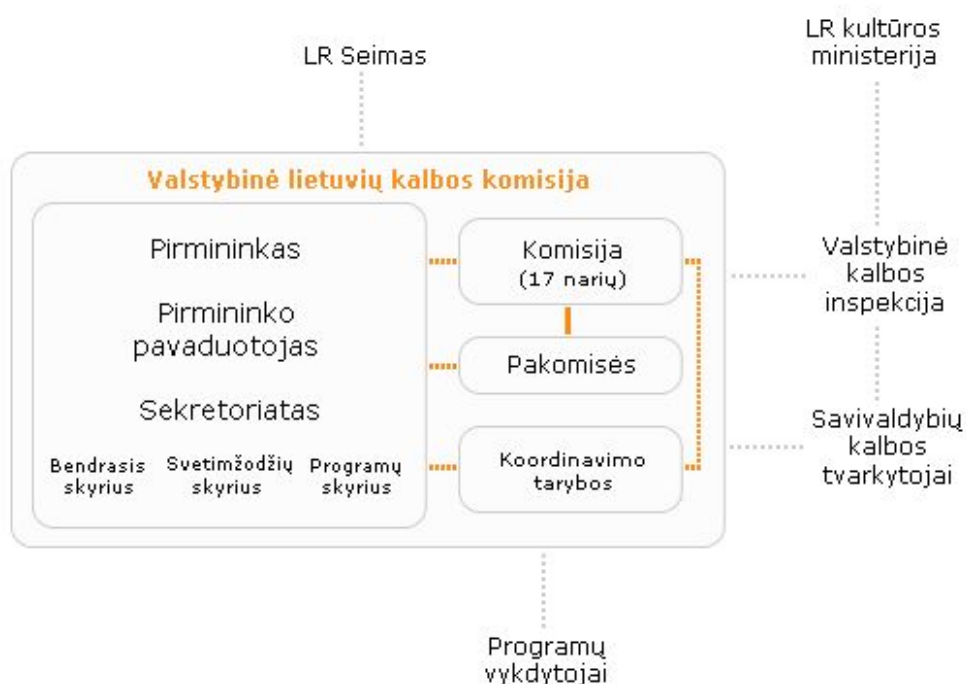 LR Seimas
LR kultūros
ministerija
Valstybinė lietuvių kalbos komisija
Pirmininkas
Pirmininko
pavaduotojas
Sekretoriatas
Bendrasis
skyrius
Svetimžodžių
skyrius
Programų
skyrius
Komisija
(17 narių)
Pakomisės
Koordinavimo
tarybos
Valstybinė
kalbos
inspekcija
Savivaldybių
kalbos
tvarkytojai
Programų
vykdytojai